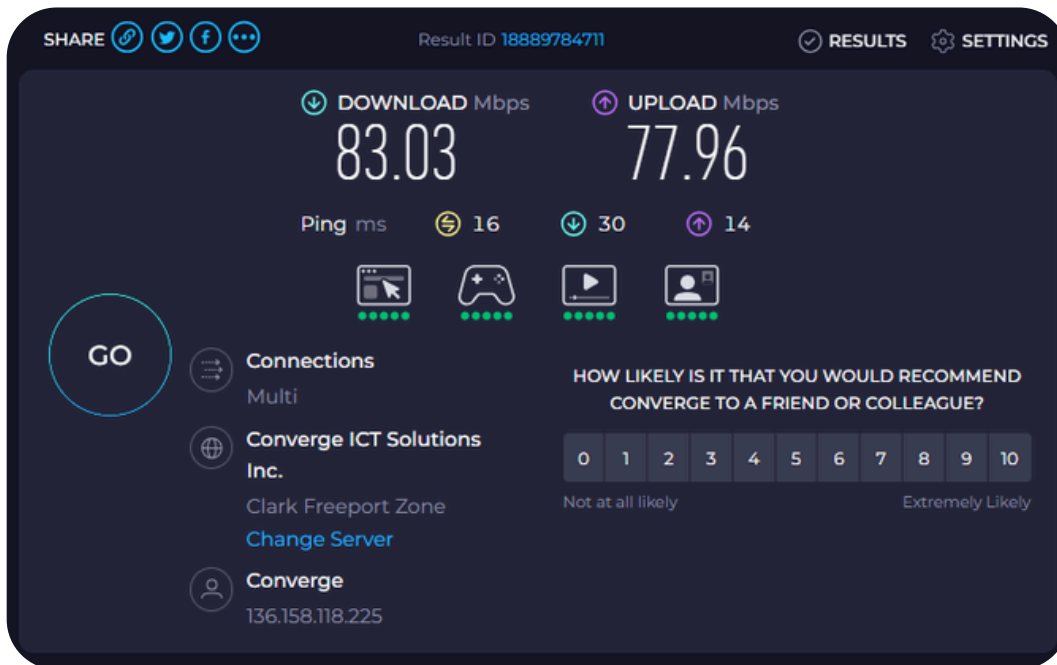 SHARE
Result ID 18889784711
RESULTS
SETTINGS
DOWNLOAD Mbps
UPLOAD Mbps
83.03
77.96
Ping ms 16 30 14
GO
Connections
Multi
Converge ICT Solutions
Inc.
Clark Freeport Zone
Change Server
Converge
136.158.118.225
HOW LIKELY IS IT THAT YOU WOULD RECOMMEND
CONVERGE TO A FRIEND OR COLLEAGUE?
0 1 2 3 4 5 6 7 8 9 10
Not at all likely
Extremely Likely